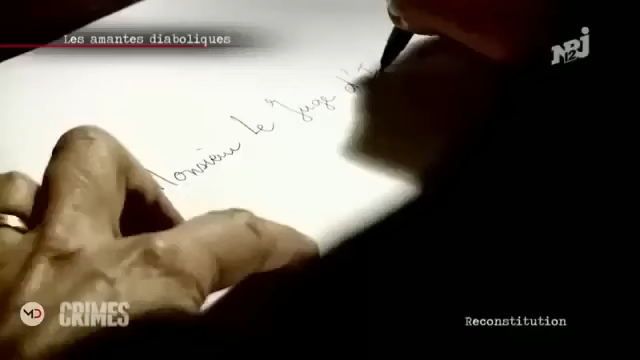 Les amantes diaboliques
NRJ
12
Monsieur le Juge d'I
MD
CRIMES
Reconstitution